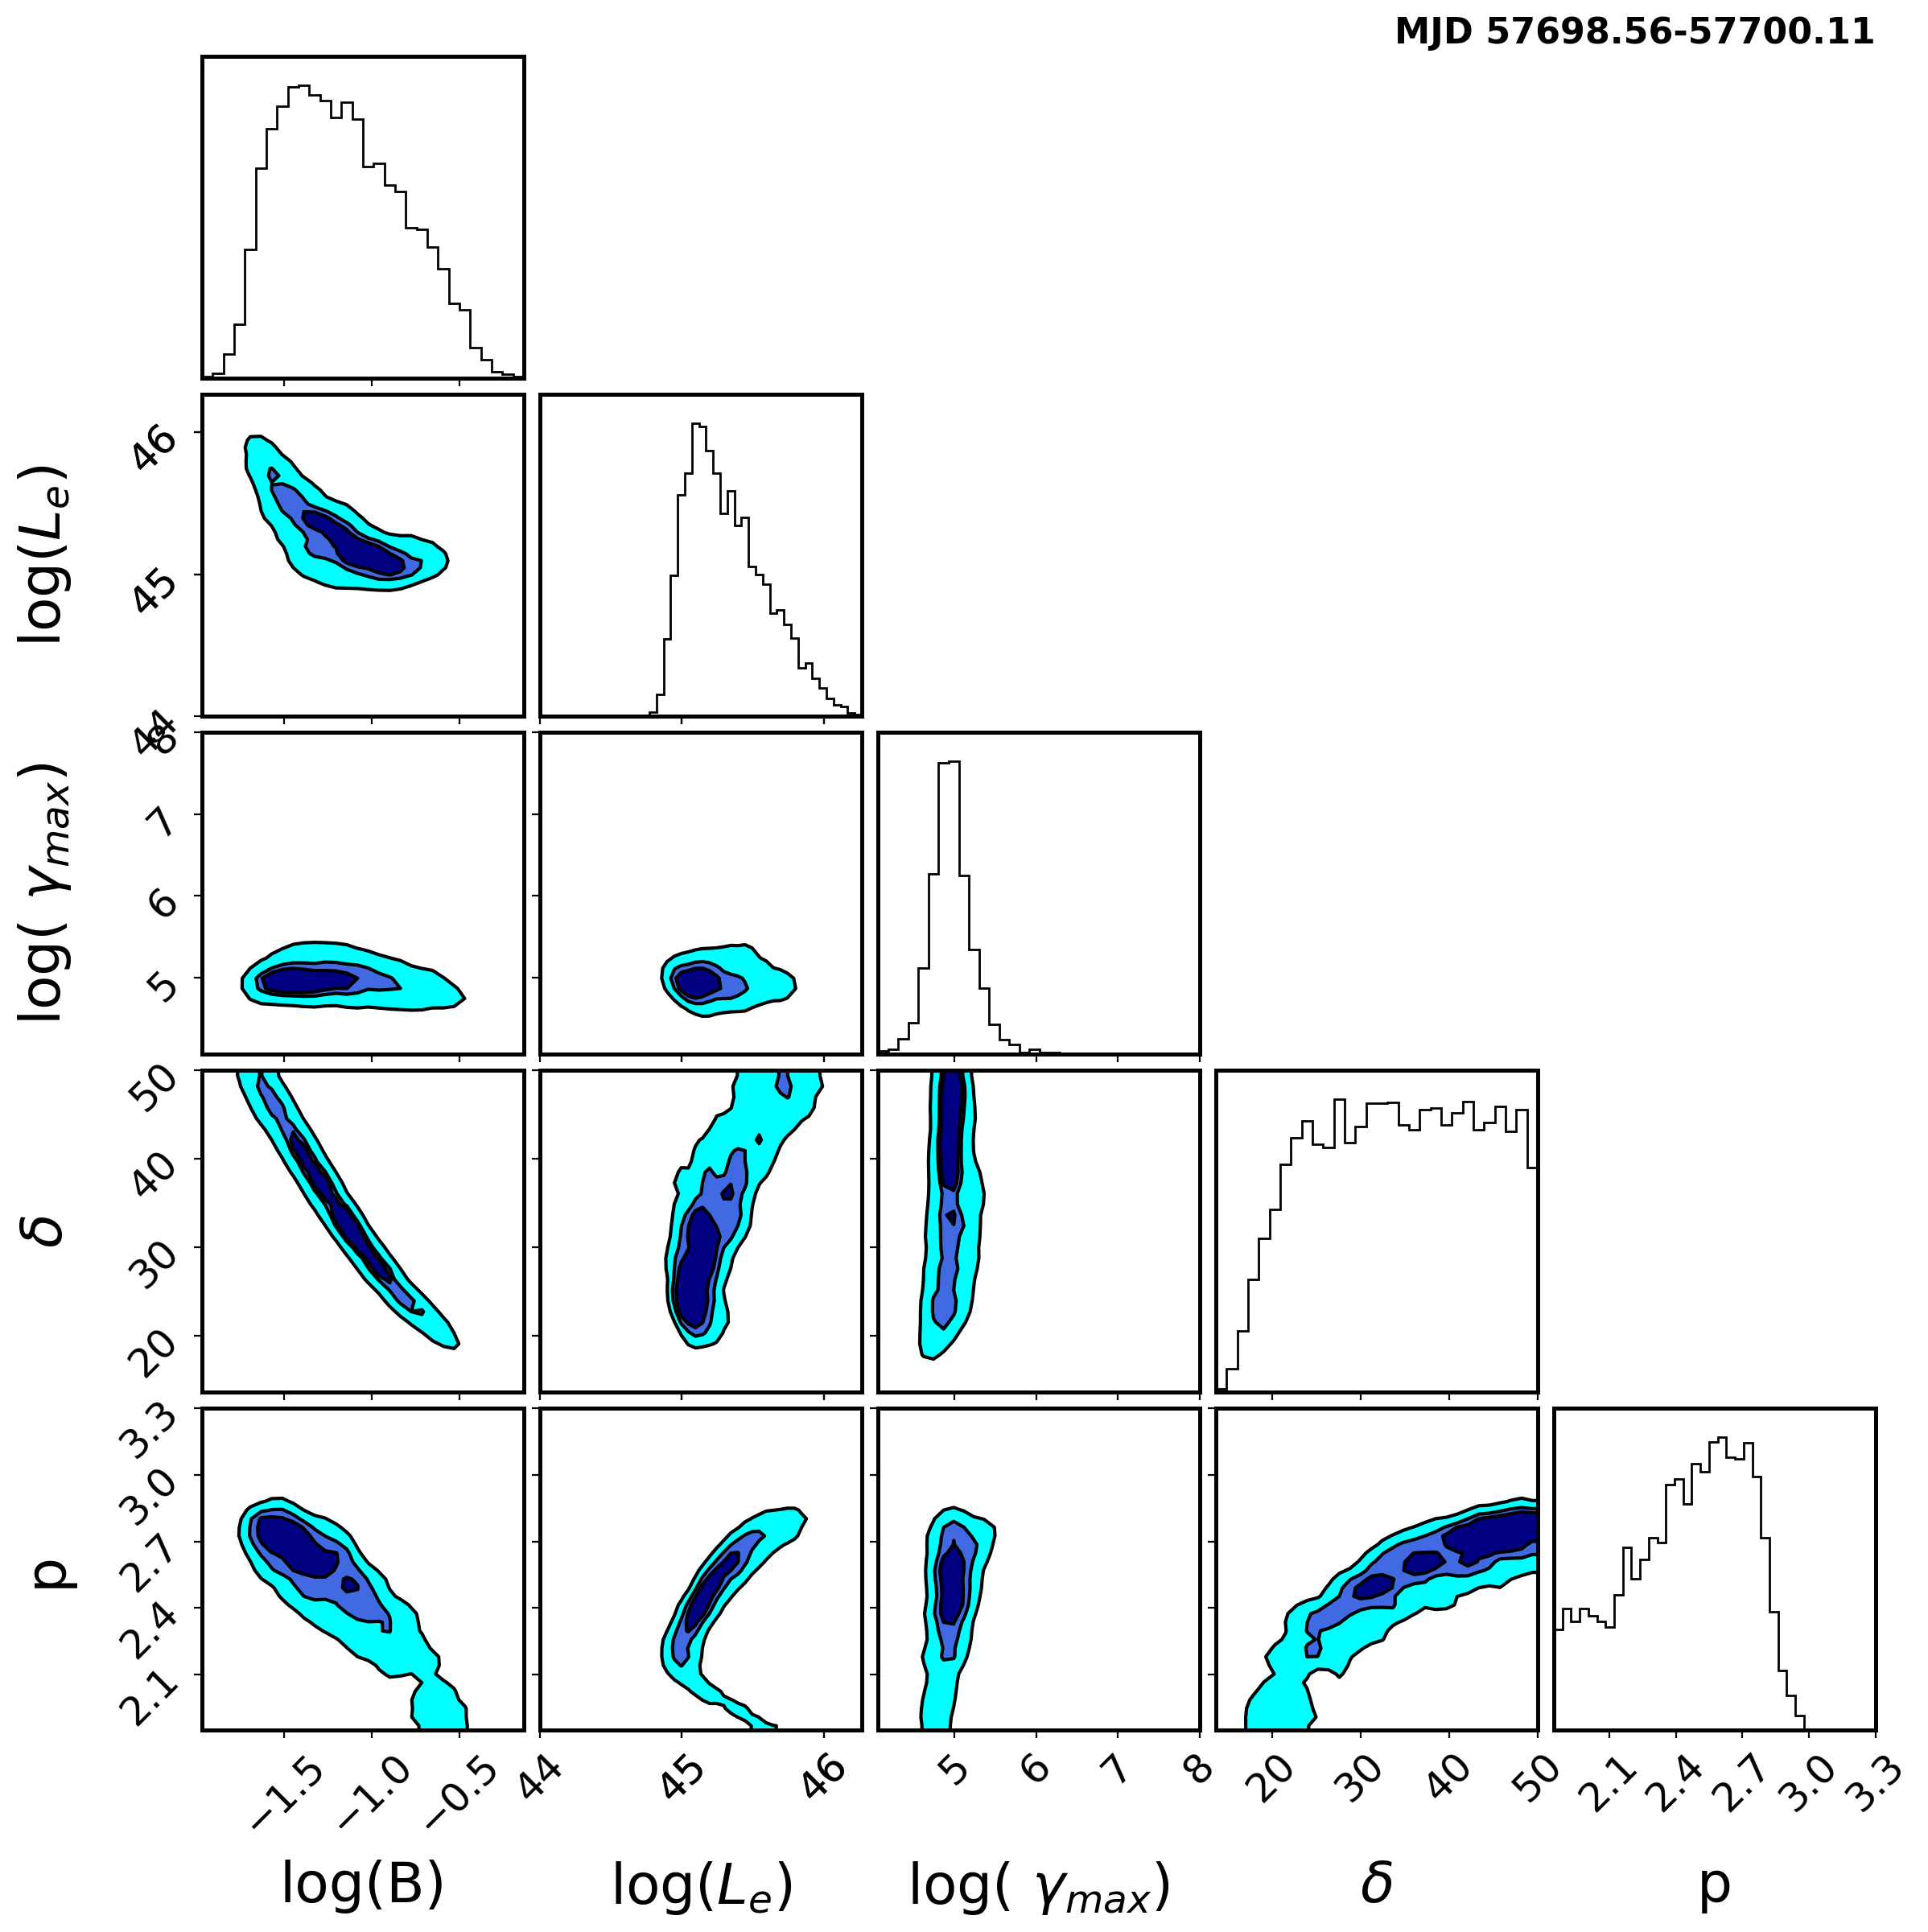 MJD 57698.56-57700.11
46
45
44
log(L_e)
8
7
6
5
log( γ_max)
50
40
30
20
δ
3.3
3.0
2.7
2.4
2.1
p
−1.5 −1.0 −0.5 44 45 46 5 6 7 8 20 30 40 50 2.1 2.4 2.7 3.0 3.3
log(B) log(L_e) log( γ_max) δ p